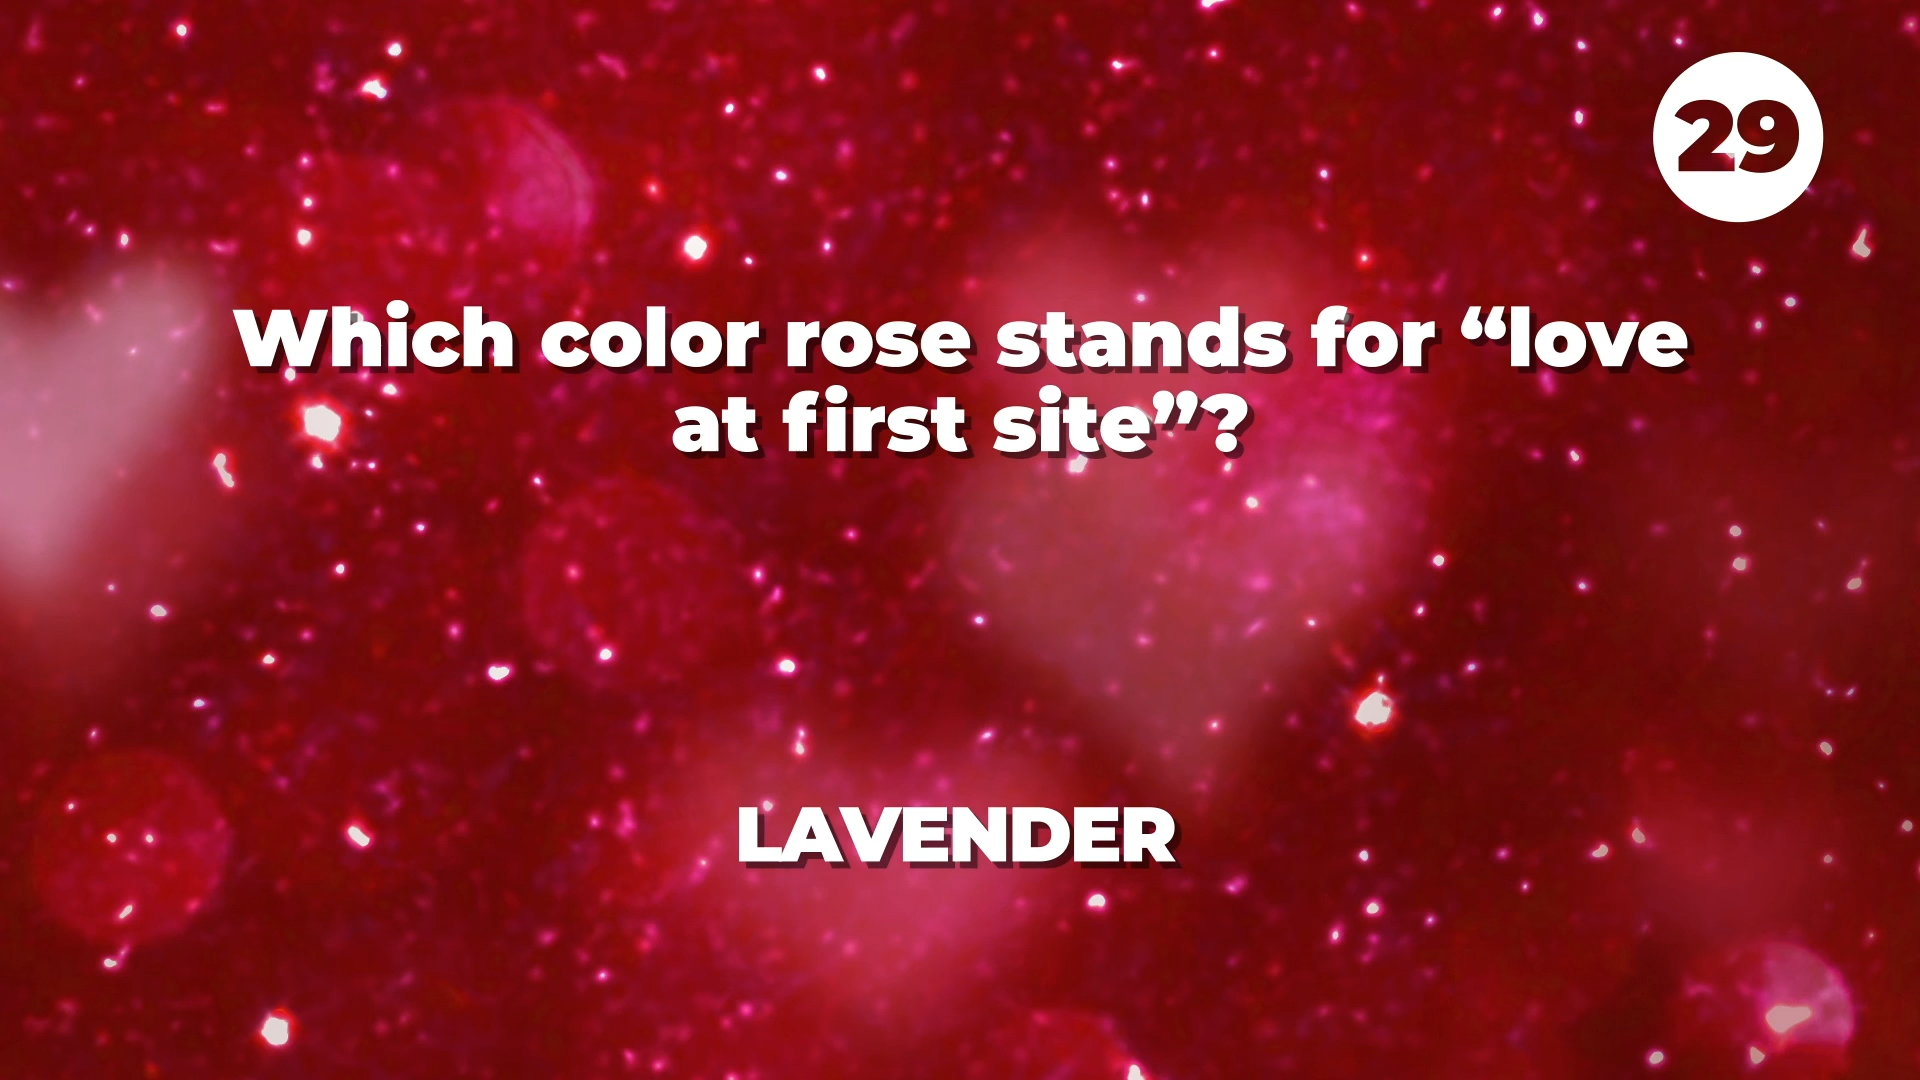 29
Which color rose stands for “love
at first site”?
LAVENDER